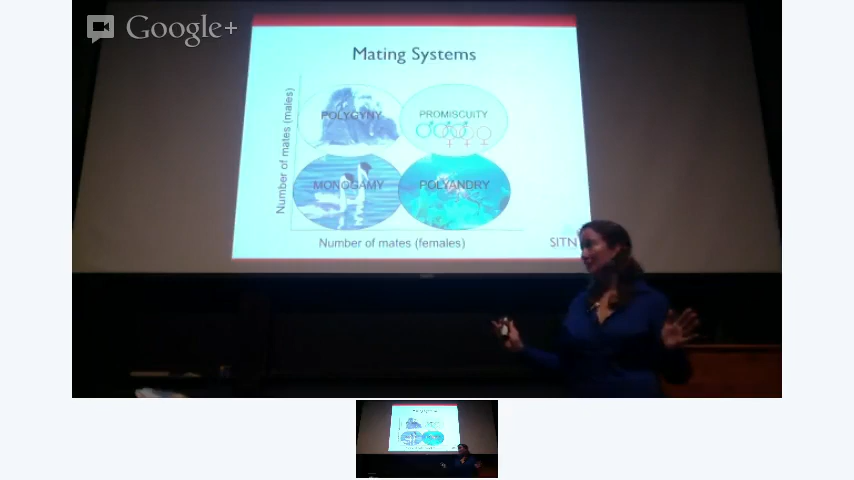 Google+
Mating Systems
Number of mates (males)
POLYGYNY
PROMISCUITY
MONOGAMY
POLYANDRY
Number of mates (females)
SITN